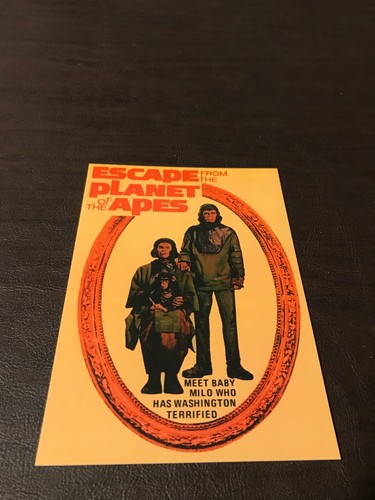 ESCAPE FROM THE
PLANET
OF THE APES
MEET BABY
MILO WHO
HAS WASHINGTON
TERRIFIED